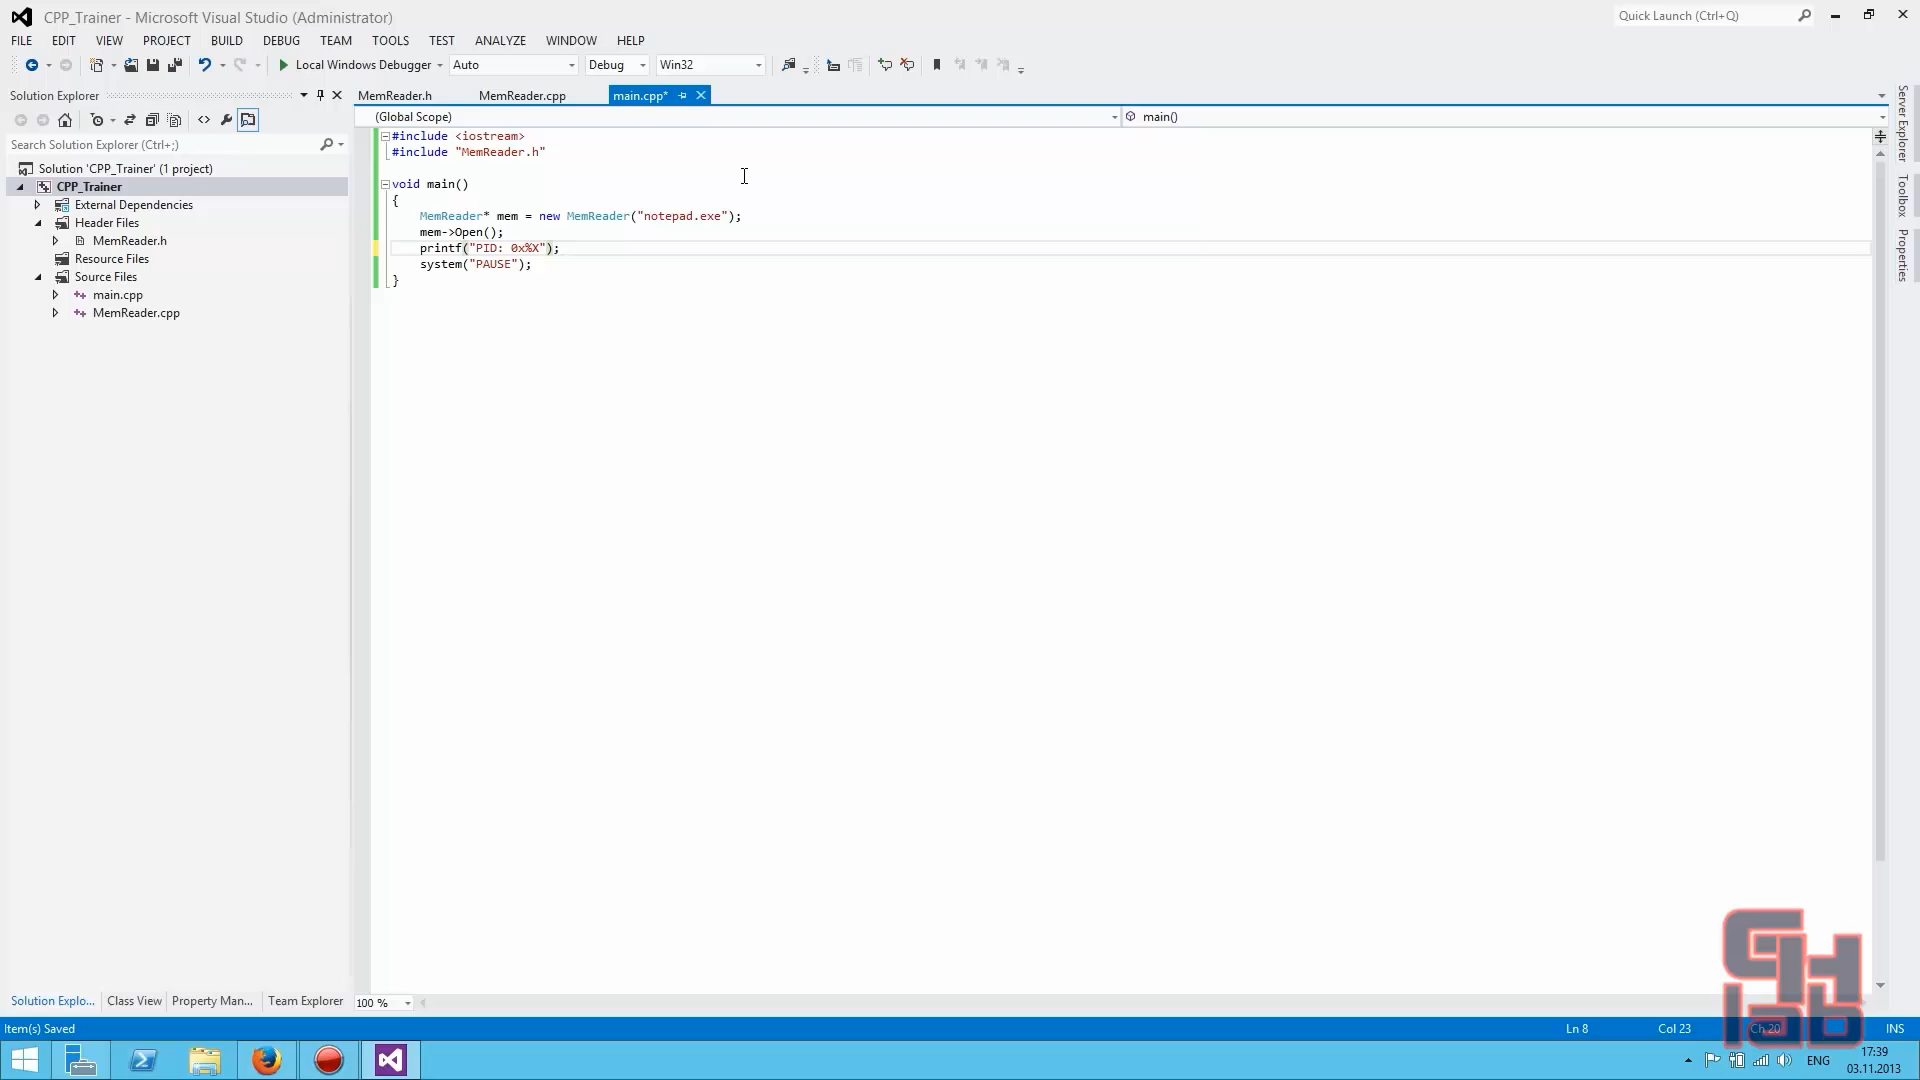 CPP_Trainer - Microsoft Visual Studio (Administrator)
Quick Launch (Ctrl+Q)
FILE EDIT VIEW PROJECT BUILD DEBUG TEAM TOOLS TEST ANALYZE WINDOW HELP
Local Windows Debugger Auto Debug Win32
Solution Explorer
MemReader.h MemReader.cpp main.cpp*
(Global Scope) main()
Search Solution Explorer (Ctrl+;)
Solution 'CPP_Trainer' (1 project)
CPP_Trainer
External Dependencies
Header Files
MemReader.h
Resource Files
Source Files
main.cpp
MemReader.cpp
#include <iostream>
#include "MemReader.h"
void main()
{
MemReader* mem = new MemReader("notepad.exe");
mem->Open();
printf("PID: 0x%X");
system("PAUSE");
}
Server Explorer
Toolbox
Properties
Solution Explo... Class View Property Man... Team Explorer
100 %
Item(s) Saved
Ln 8 Col 23 Ch 20 INS
GH
lab
ENG
17:39
03.11.2013